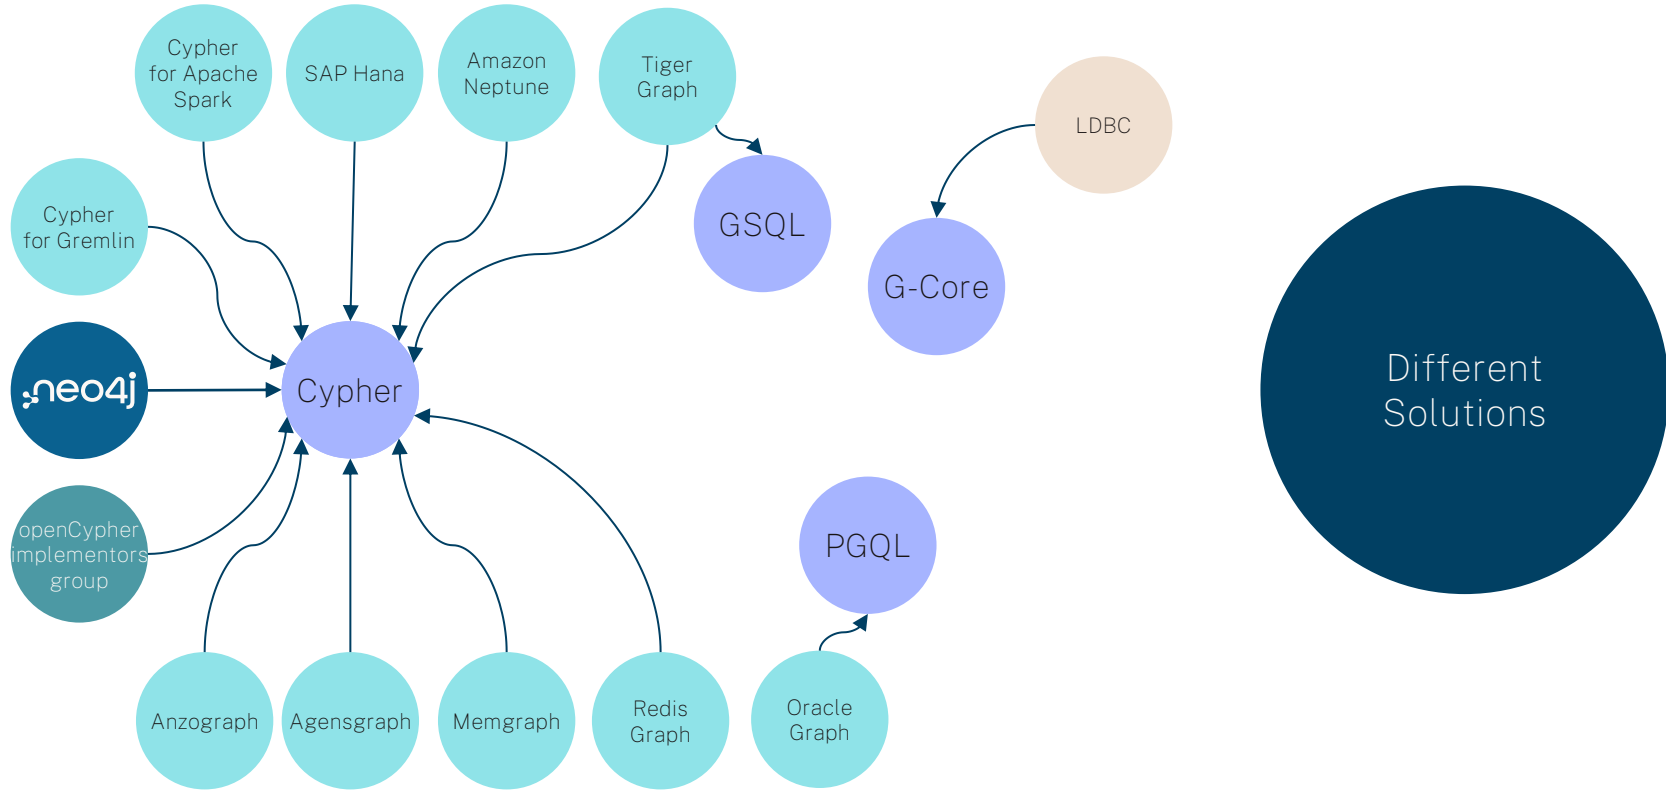 Cypher
for Apache
Spark
SAP Hana
Amazon
Neptune
Tiger
Graph
LDBC
Cypher
for Gremlin
GSQL
G-Core
neo4j
Cypher
Different
Solutions
openCypher
implementors
group
PGQL
Anzograph
Agensgraph
Memgraph
Redis
Graph
Oracle
Graph